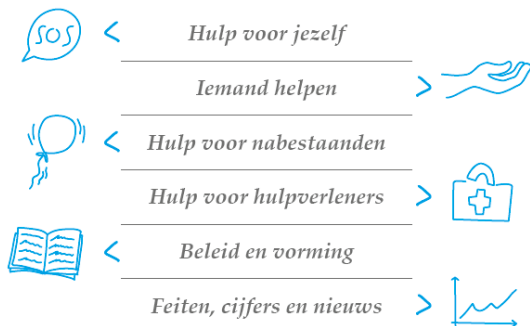 SOS
Hulp voor jezelf
Iemand helpen
Hulp voor nabestaanden
Hulp voor hulpverleners
Beleid en vorming
Feiten, cijfers en nieuws